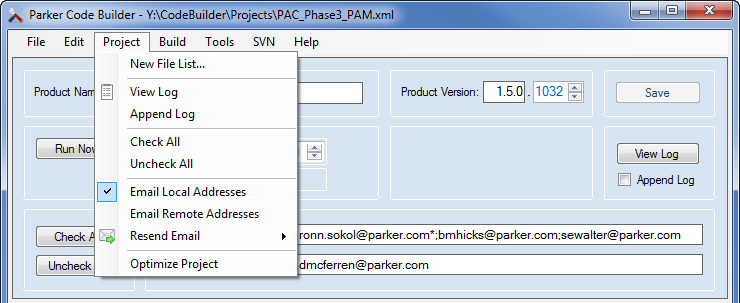 Parker Code Builder - Y:\CodeBuilder\Projects\PAC_Phase3_PAM.xml
File Edit Project Build Tools SVN Help
New File List...
Product Nam
Product Version: 1.5.0 . 1032
Save
View Log
Append Log
Check All
Uncheck All
Run Now
View Log
Append Log
Email Local Addresses
Email Remote Addresses
Resend Email
Optimize Project
Check A
ronn.sokol@parker.com*;bmhicks@parker.com;sewalter@parker.com
Uncheck
dmcferren@parker.com